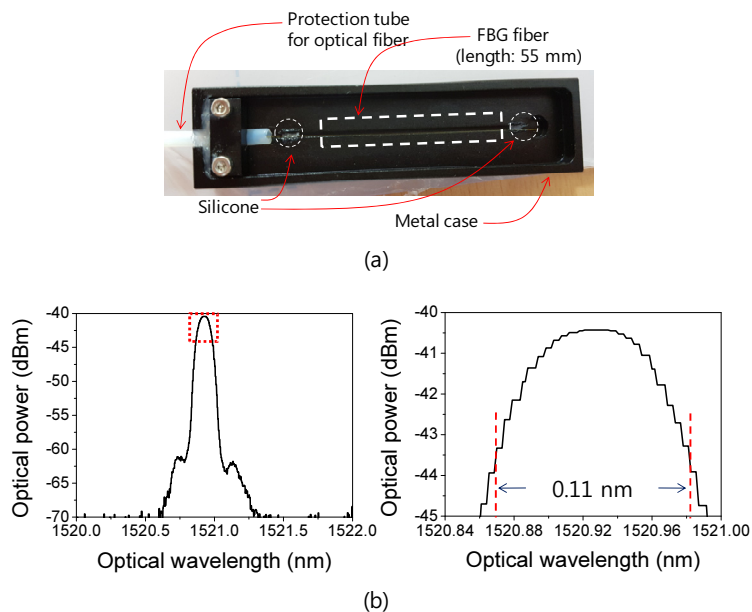 Protection tube
for optical fiber
FBG fiber
(length: 55 mm)
Silicone
Metal case
(a)
-40
-45
-50
-55
-60
-65
-70
Optical power (dBm)
1520.0 1520.5 1521.0 1521.5 1522.0
Optical wavelength (nm)
-40
-41
-42
-43
-44
-45
Optical power (dBm)
0.11 nm
1520.84 1520.88 1520.92 1520.96 1521.00
Optical wavelength (nm)
(b)